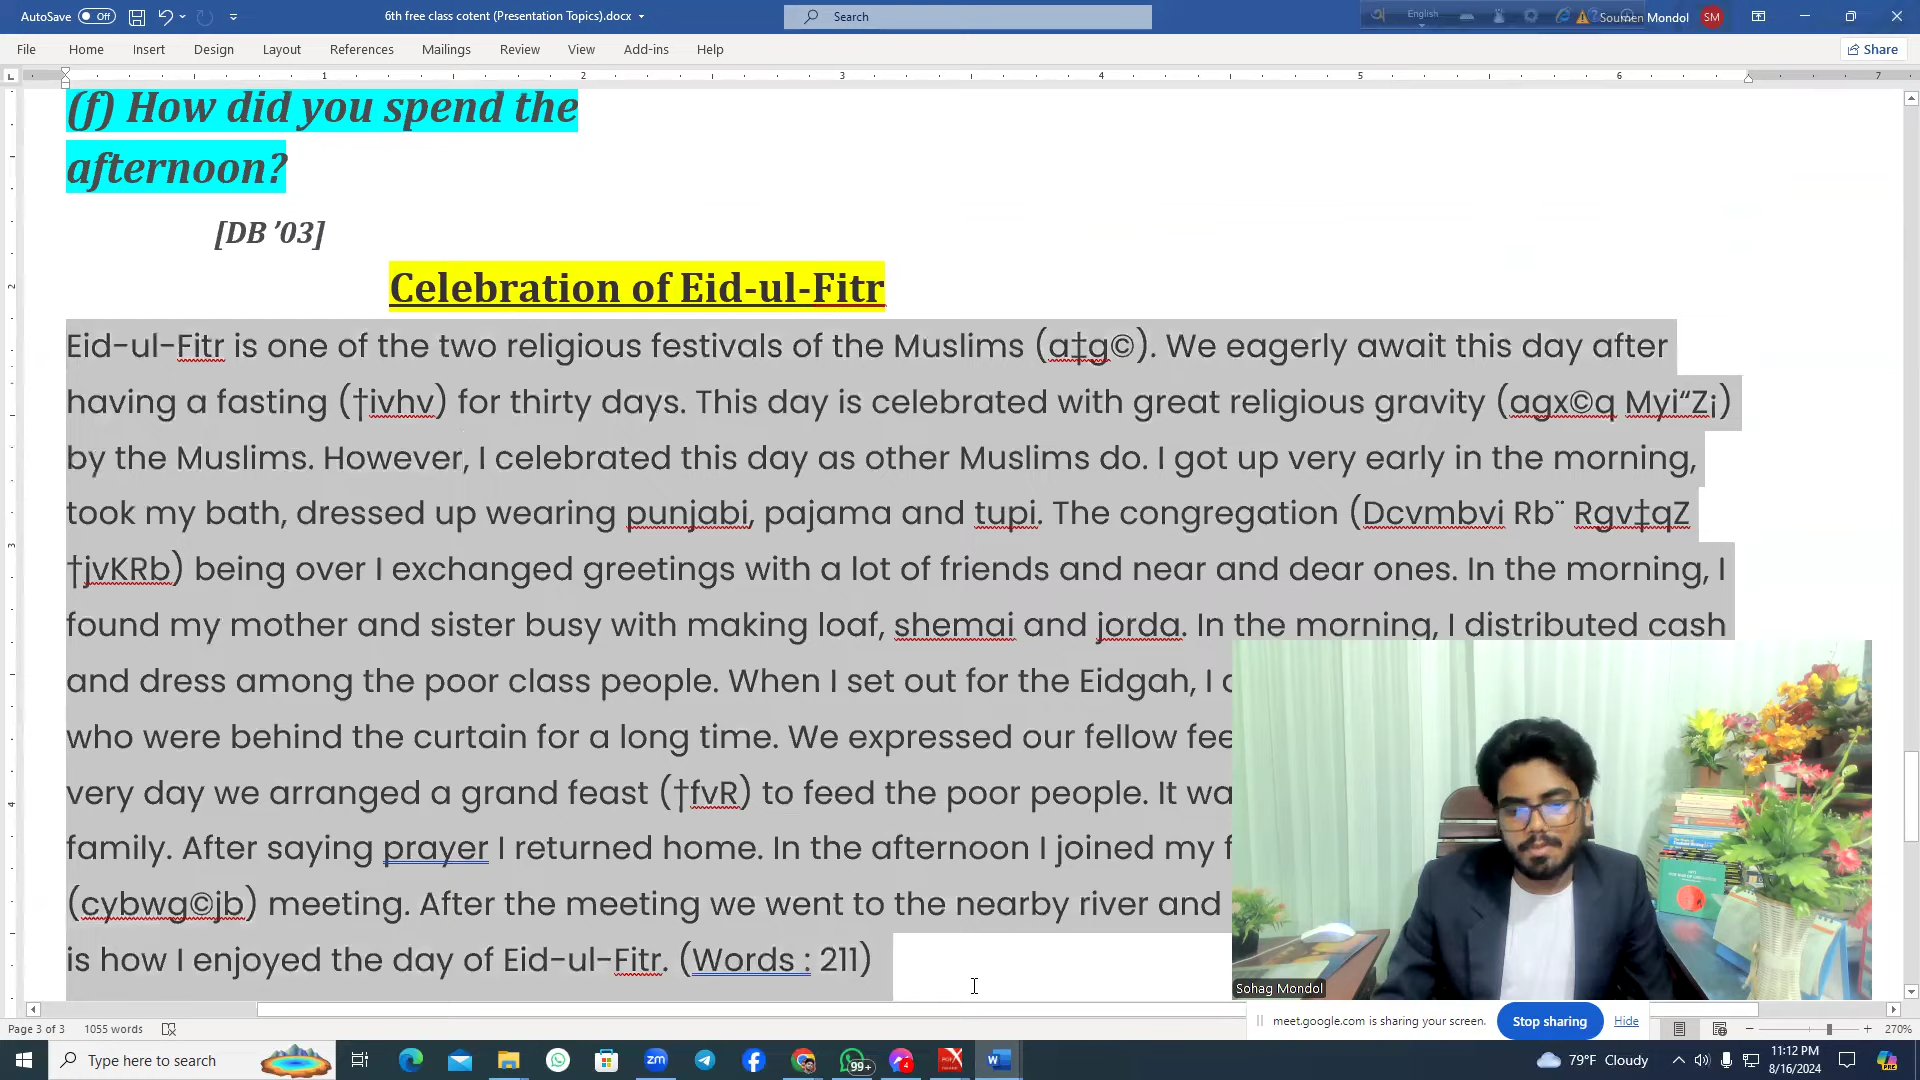 AutoSave Off
6th free class cotent (Presentation Topics).docx
Search
English
Soumen Mondol
SM
File Home Insert Design Layout References Mailings Review View Add-ins Help
Share
1 2 3 4 5 6 7
(f) How did you spend the
afternoon?
[DB ’03]
Celebration of Eid-ul-Fitr
Eid-ul-Fitr is one of the two religious festivals of the Muslims (a‡g©). We eagerly await this day after
having a fasting (†ivhv) for thirty days. This day is celebrated with great religious gravity (agx©q Myi“Z¡)
by the Muslims. However, I celebrated this day as other Muslims do. I got up very early in the morning,
took my bath, dressed up wearing punjabi, pajama and tupi. The congregation (Dcvmbvi Rb¨ Rgv‡qZ
†jvKRb) being over I exchanged greetings with a lot of friends and near and dear ones. In the morning, I
found my mother and sister busy with making loaf, shemai and jorda. In the morning, I distributed cash
and dress among the poor class people. When I set out for the Eidgah, I
who were behind the curtain for a long time. We expressed our fellow fee
very day we arranged a grand feast (†fvR) to feed the poor people. It wa
family. After saying prayer I returned home. In the afternoon I joined my f
(cybwg©jb) meeting. After the meeting we went to the nearby river and
is how I enjoyed the day of Eid-ul-Fitr. (Words : 211)
2
3
4
Sohag Mondol
meet.google.com is sharing your screen. Stop sharing Hide
Page 3 of 3 1055 words
270%
Type here to search
zm
99+
4
79°F Cloudy
11:12 PM
8/16/2024